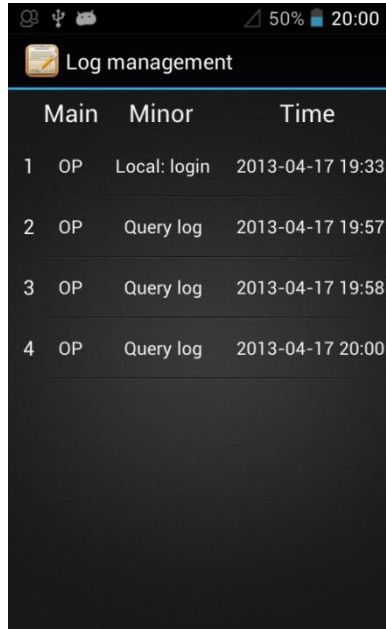 50% 20:00
Log management
Main Minor Time
1 OP Local: login 2013-04-17 19:33
2 OP Query log 2013-04-17 19:57
3 OP Query log 2013-04-17 19:58
4 OP Query log 2013-04-17 20:00